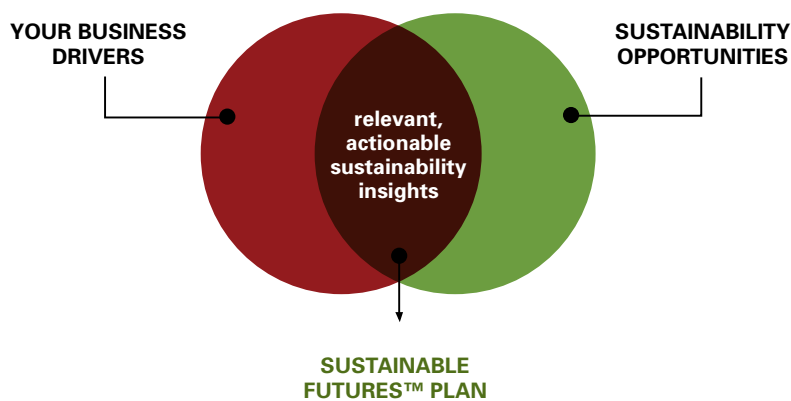 YOUR BUSINESS
DRIVERS
SUSTAINABILITY
OPPORTUNITIES
relevant,
actionable
sustainability
insights
SUSTAINABLE
FUTURES™ PLAN